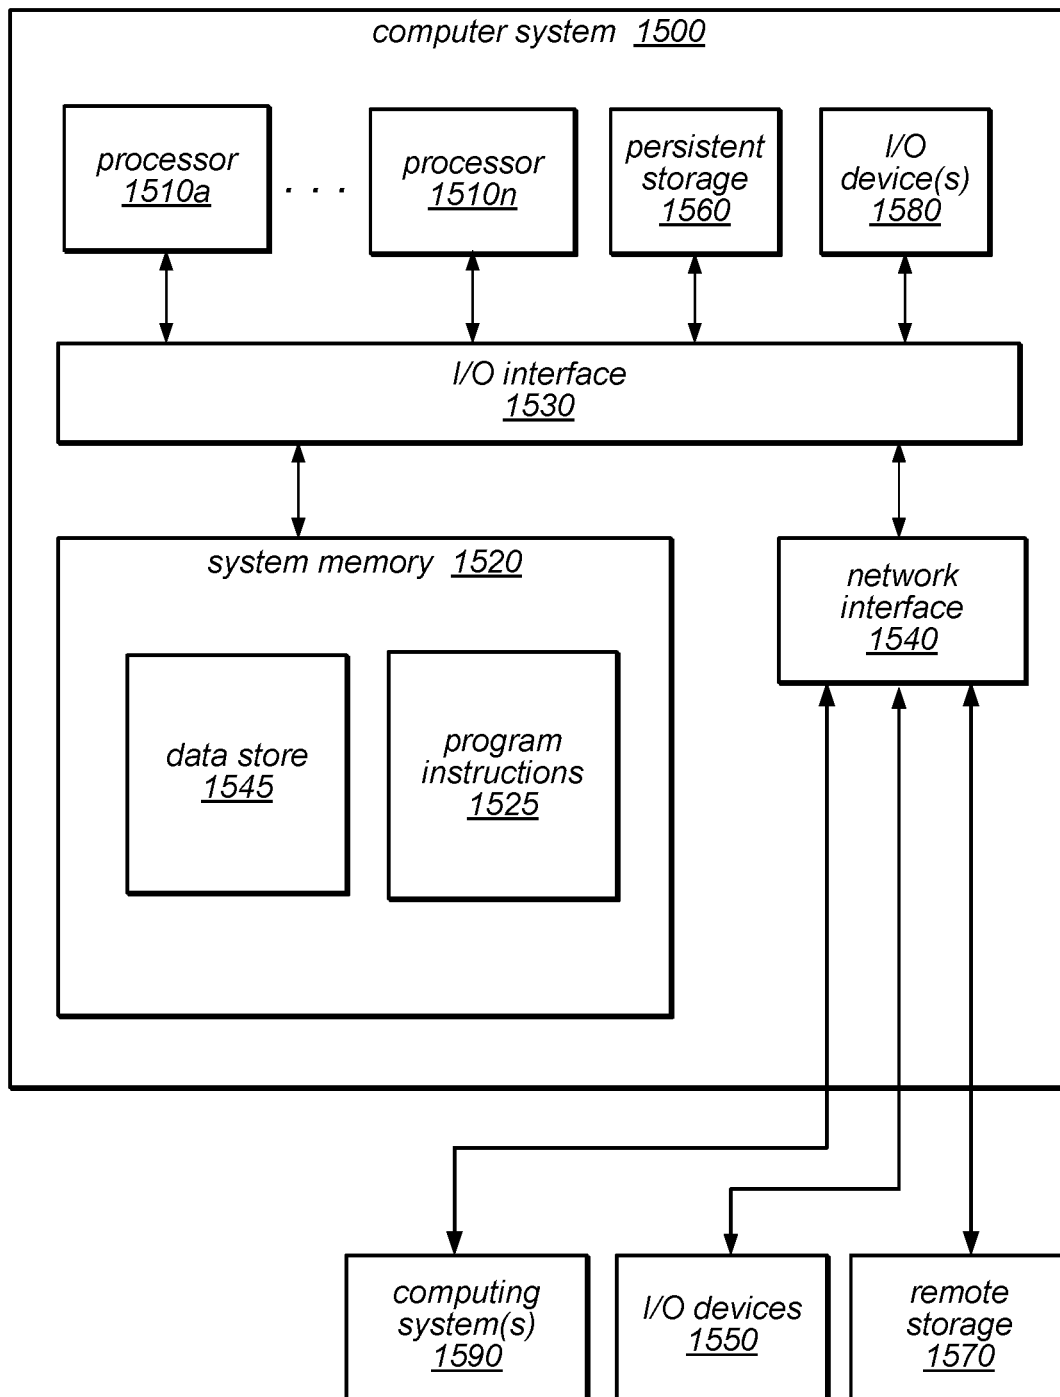 computer system 1500
processor
1510a
. . .
processor
1510n
persistent
storage
1560
I/O
device(s)
1580
I/O interface
1530
system memory 1520
network
interface
1540
data store
1545
program
instructions
1525
computing
system(s)
1590
I/O devices
1550
remote
storage
1570